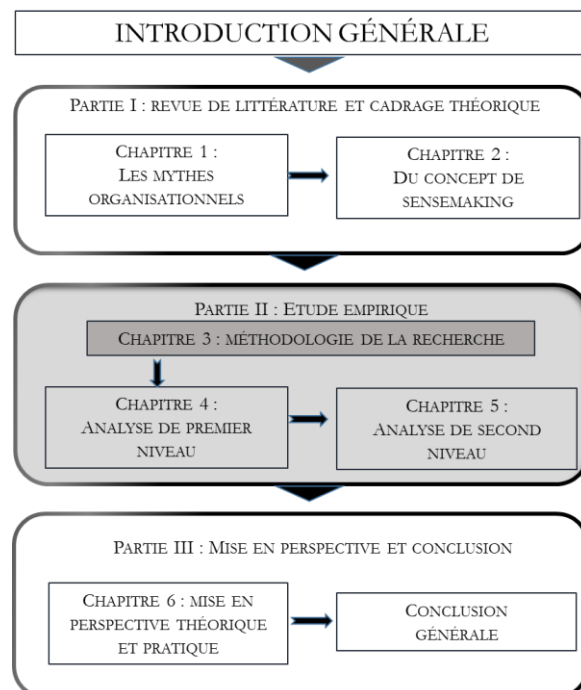 INTRODUCTION GÉNÉRALE
PARTIE I : REVUE DE LITTÉRATURE ET CADRAGE THÉORIQUE
CHAPITRE 1 :
LES MYTHES
ORGANISATIONNELS
CHAPITRE 2 :
DU CONCEPT DE
SENSEMAKING
PARTIE II : ETUDE EMPIRIQUE
CHAPITRE 3 : MÉTHODOLOGIE DE LA RECHERCHE
CHAPITRE 4 :
ANALYSE DE PREMIER
NIVEAU
CHAPITRE 5 :
ANALYSE DE SECOND
NIVEAU
PARTIE III : MISE EN PERSPECTIVE ET CONCLUSION
CHAPITRE 6 : MISE EN
PERSPECTIVE THÉORIQUE
ET PRATIQUE
CONCLUSION
GÉNÉRALE